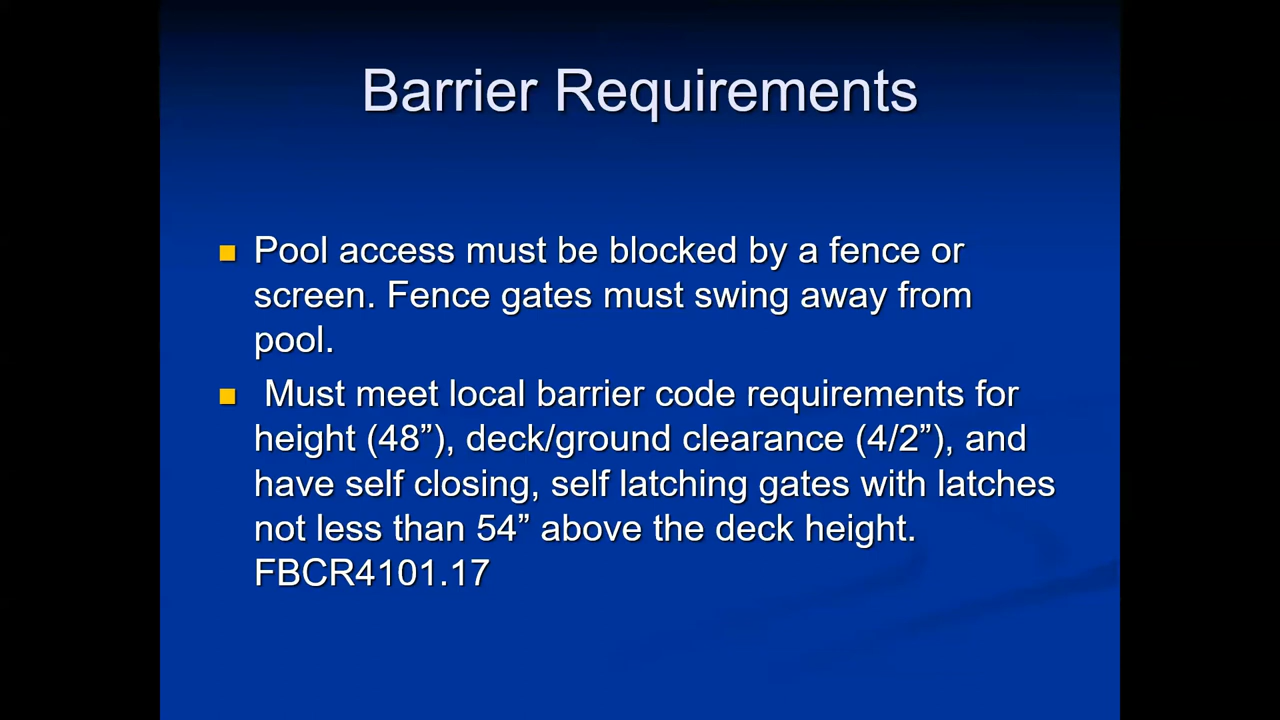 Barrier Requirements
Pool access must be blocked by a fence or
screen. Fence gates must swing away from
pool.
Must meet local barrier code requirements for
height (48”), deck/ground clearance (4/2”), and
have self closing, self latching gates with latches
not less than 54” above the deck height.
FBCR4101.17